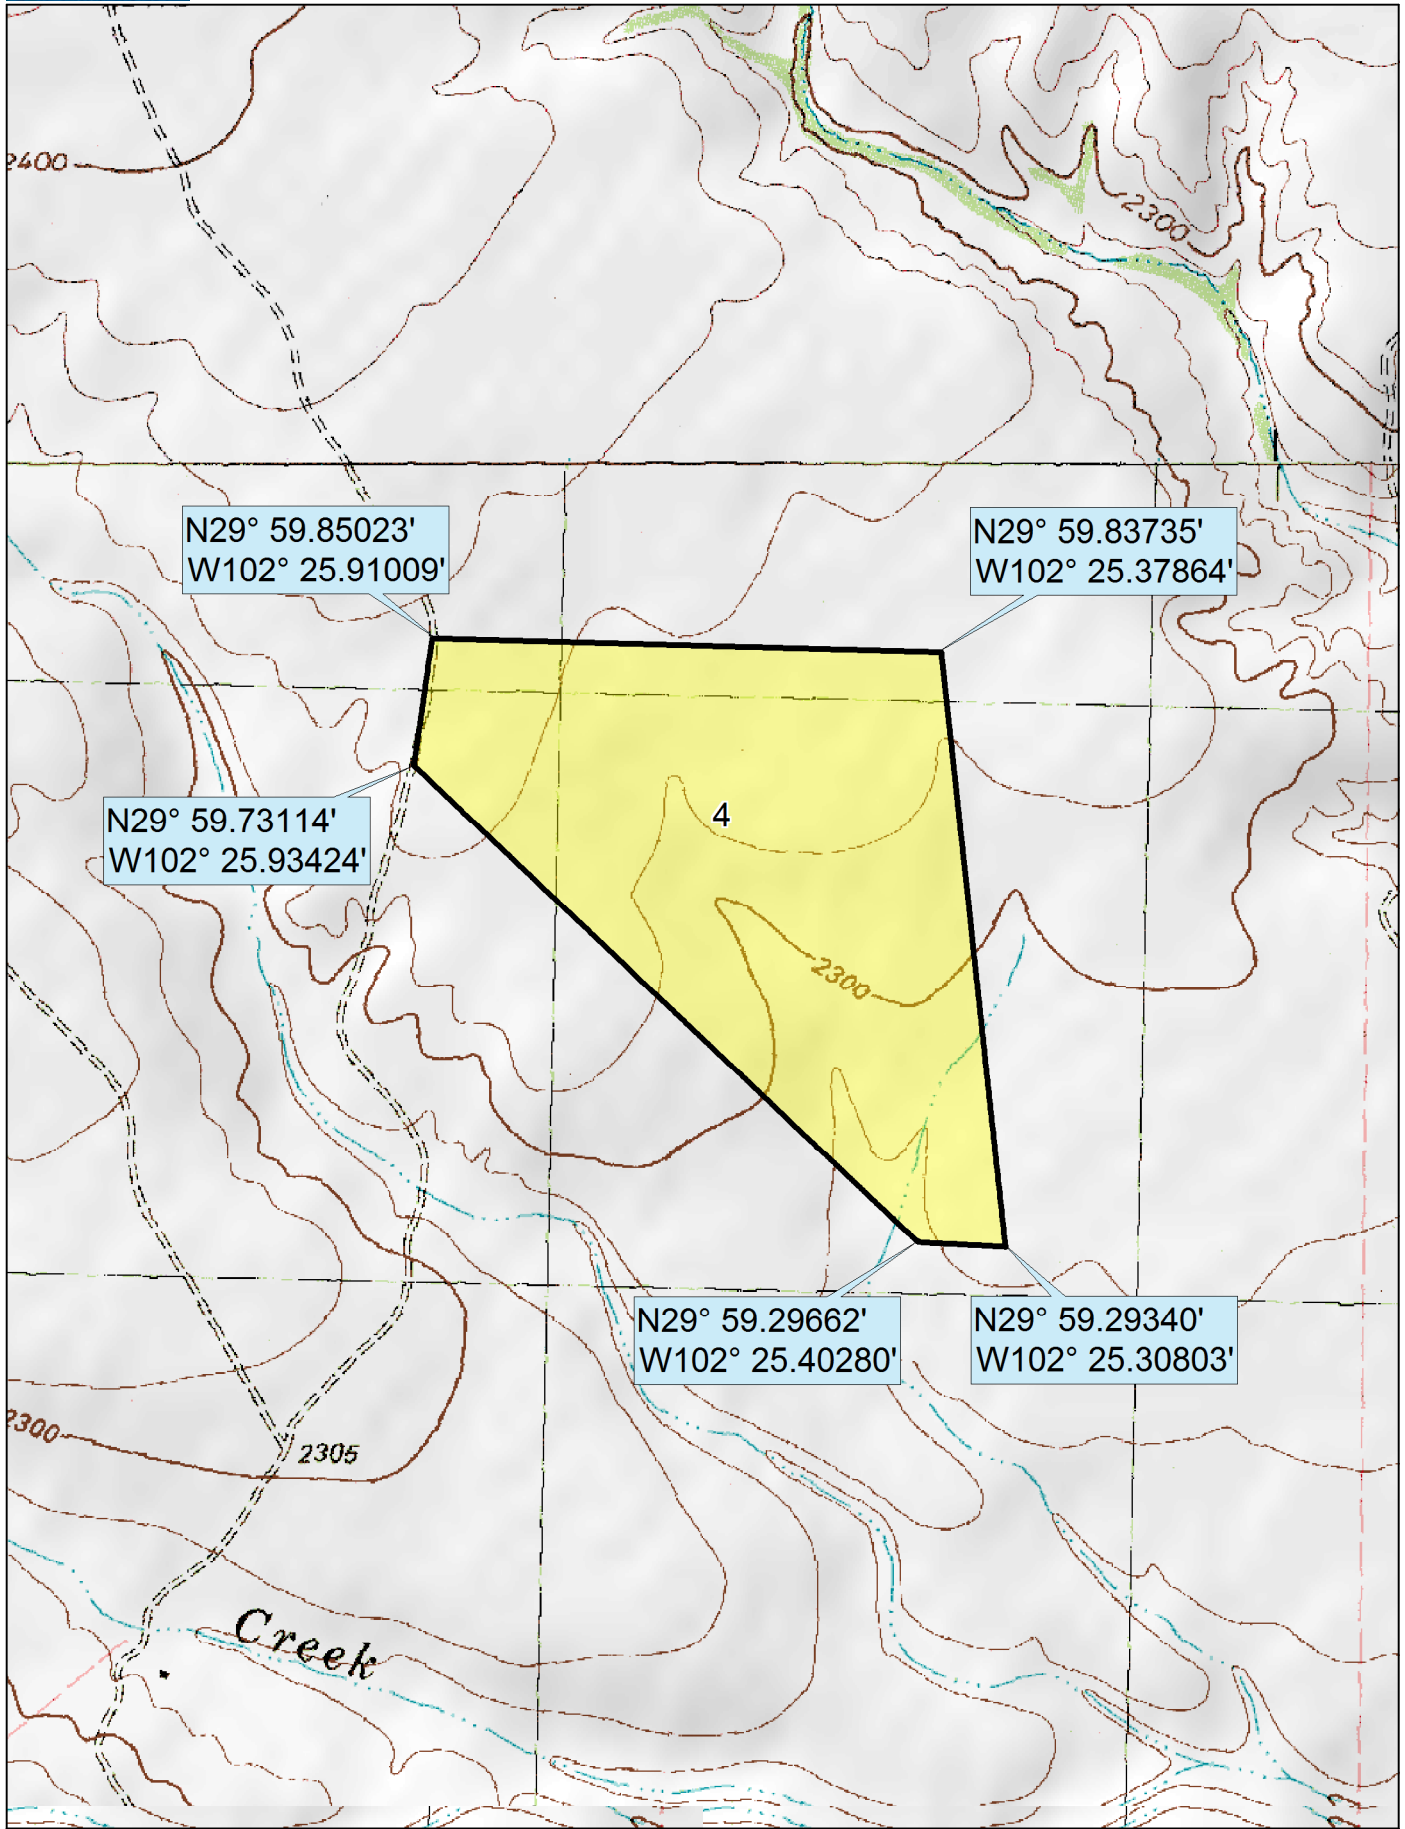 2400
2300
N29° 59.85023'
W102° 25.91009'
N29° 59.83735'
W102° 25.37864'
N29° 59.73114'
W102° 25.93424'
4
2300
N29° 59.29662'
W102° 25.40280'
N29° 59.29340'
W102° 25.30803'
2300
2305
Creek